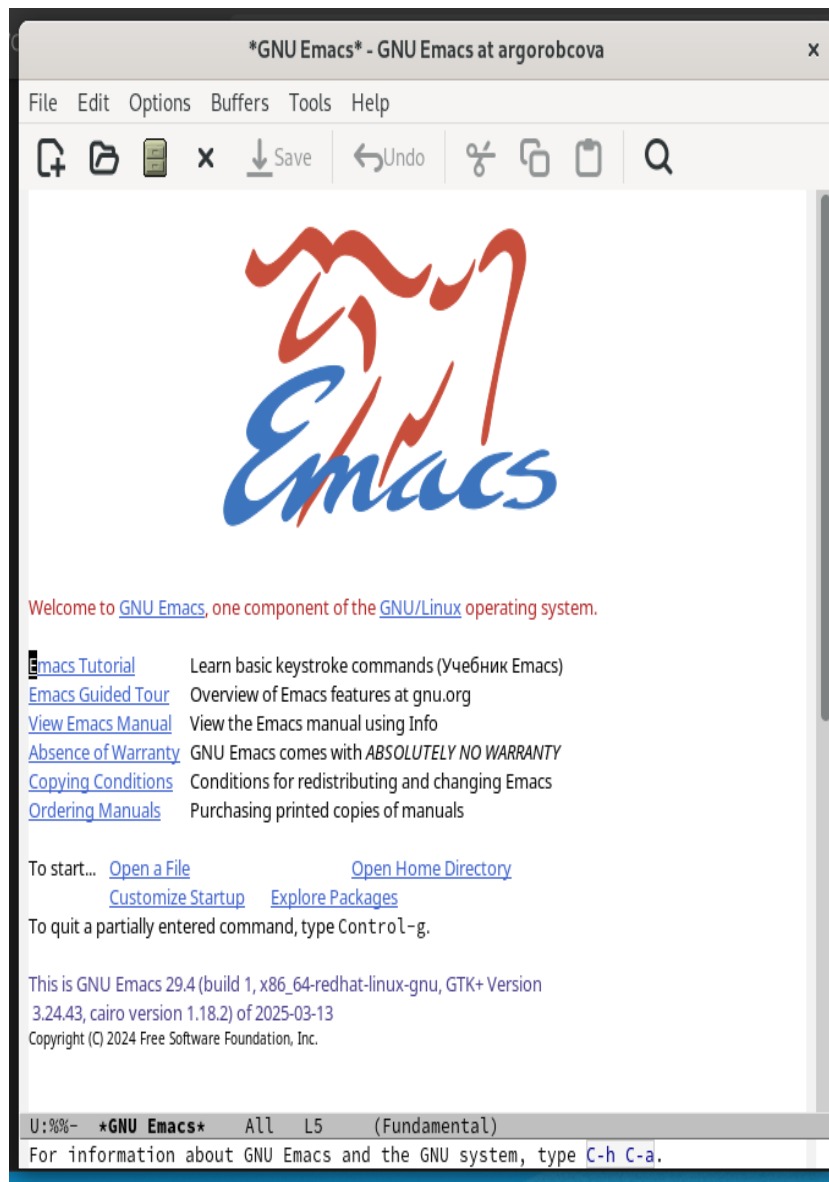 *GNU Emacs* - GNU Emacs at argorobcova x
File Edit Options Buffers Tools Help
Save Undo
Emacs
Welcome to GNU Emacs, one component of the GNU/Linux operating system.
Emacs Tutorial Learn basic keystroke commands (Учебник Emacs)
Emacs Guided Tour Overview of Emacs features at gnu.org
View Emacs Manual View the Emacs manual using Info
Absence of Warranty GNU Emacs comes with ABSOLUTELY NO WARRANTY
Copying Conditions Conditions for redistributing and changing Emacs
Ordering Manuals Purchasing printed copies of manuals
To start... Open a File Open Home Directory
Customize Startup Explore Packages
To quit a partially entered command, type Control-g.
This is GNU Emacs 29.4 (build 1, x86_64-redhat-linux-gnu, GTK+ Version
3.24.43, cairo version 1.18.2) of 2025-03-13
Copyright (C) 2024 Free Software Foundation, Inc.
U:%%- *GNU Emacs* All L5 (Fundamental)
For information about GNU Emacs and the GNU system, type C-h C-a.